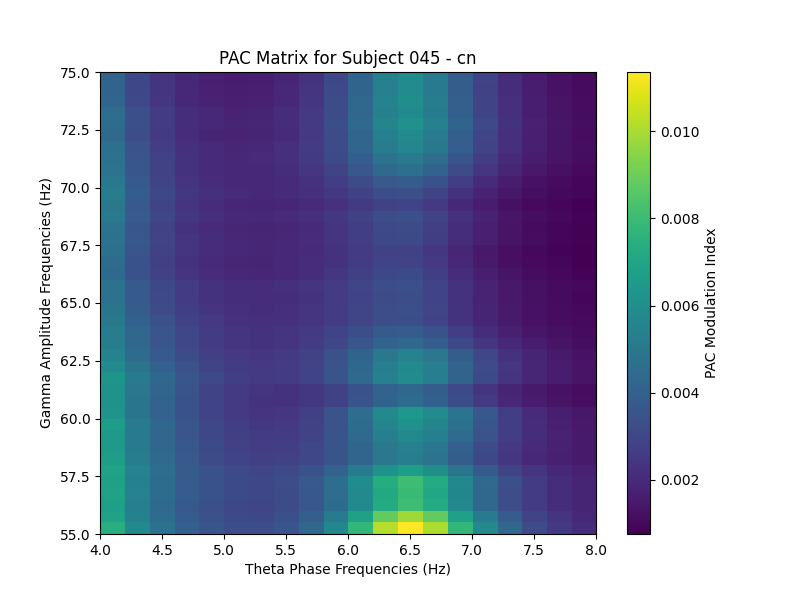 PAC Matrix for Subject 045 - cn
Gamma Amplitude Frequencies (Hz)
75.0
72.5
70.0
67.5
65.0
62.5
60.0
57.5
55.0
4.0 4.5 5.0 5.5 6.0 6.5 7.0 7.5 8.0
Theta Phase Frequencies (Hz)
0.010
0.008
0.006
0.004
0.002
PAC Modulation Index